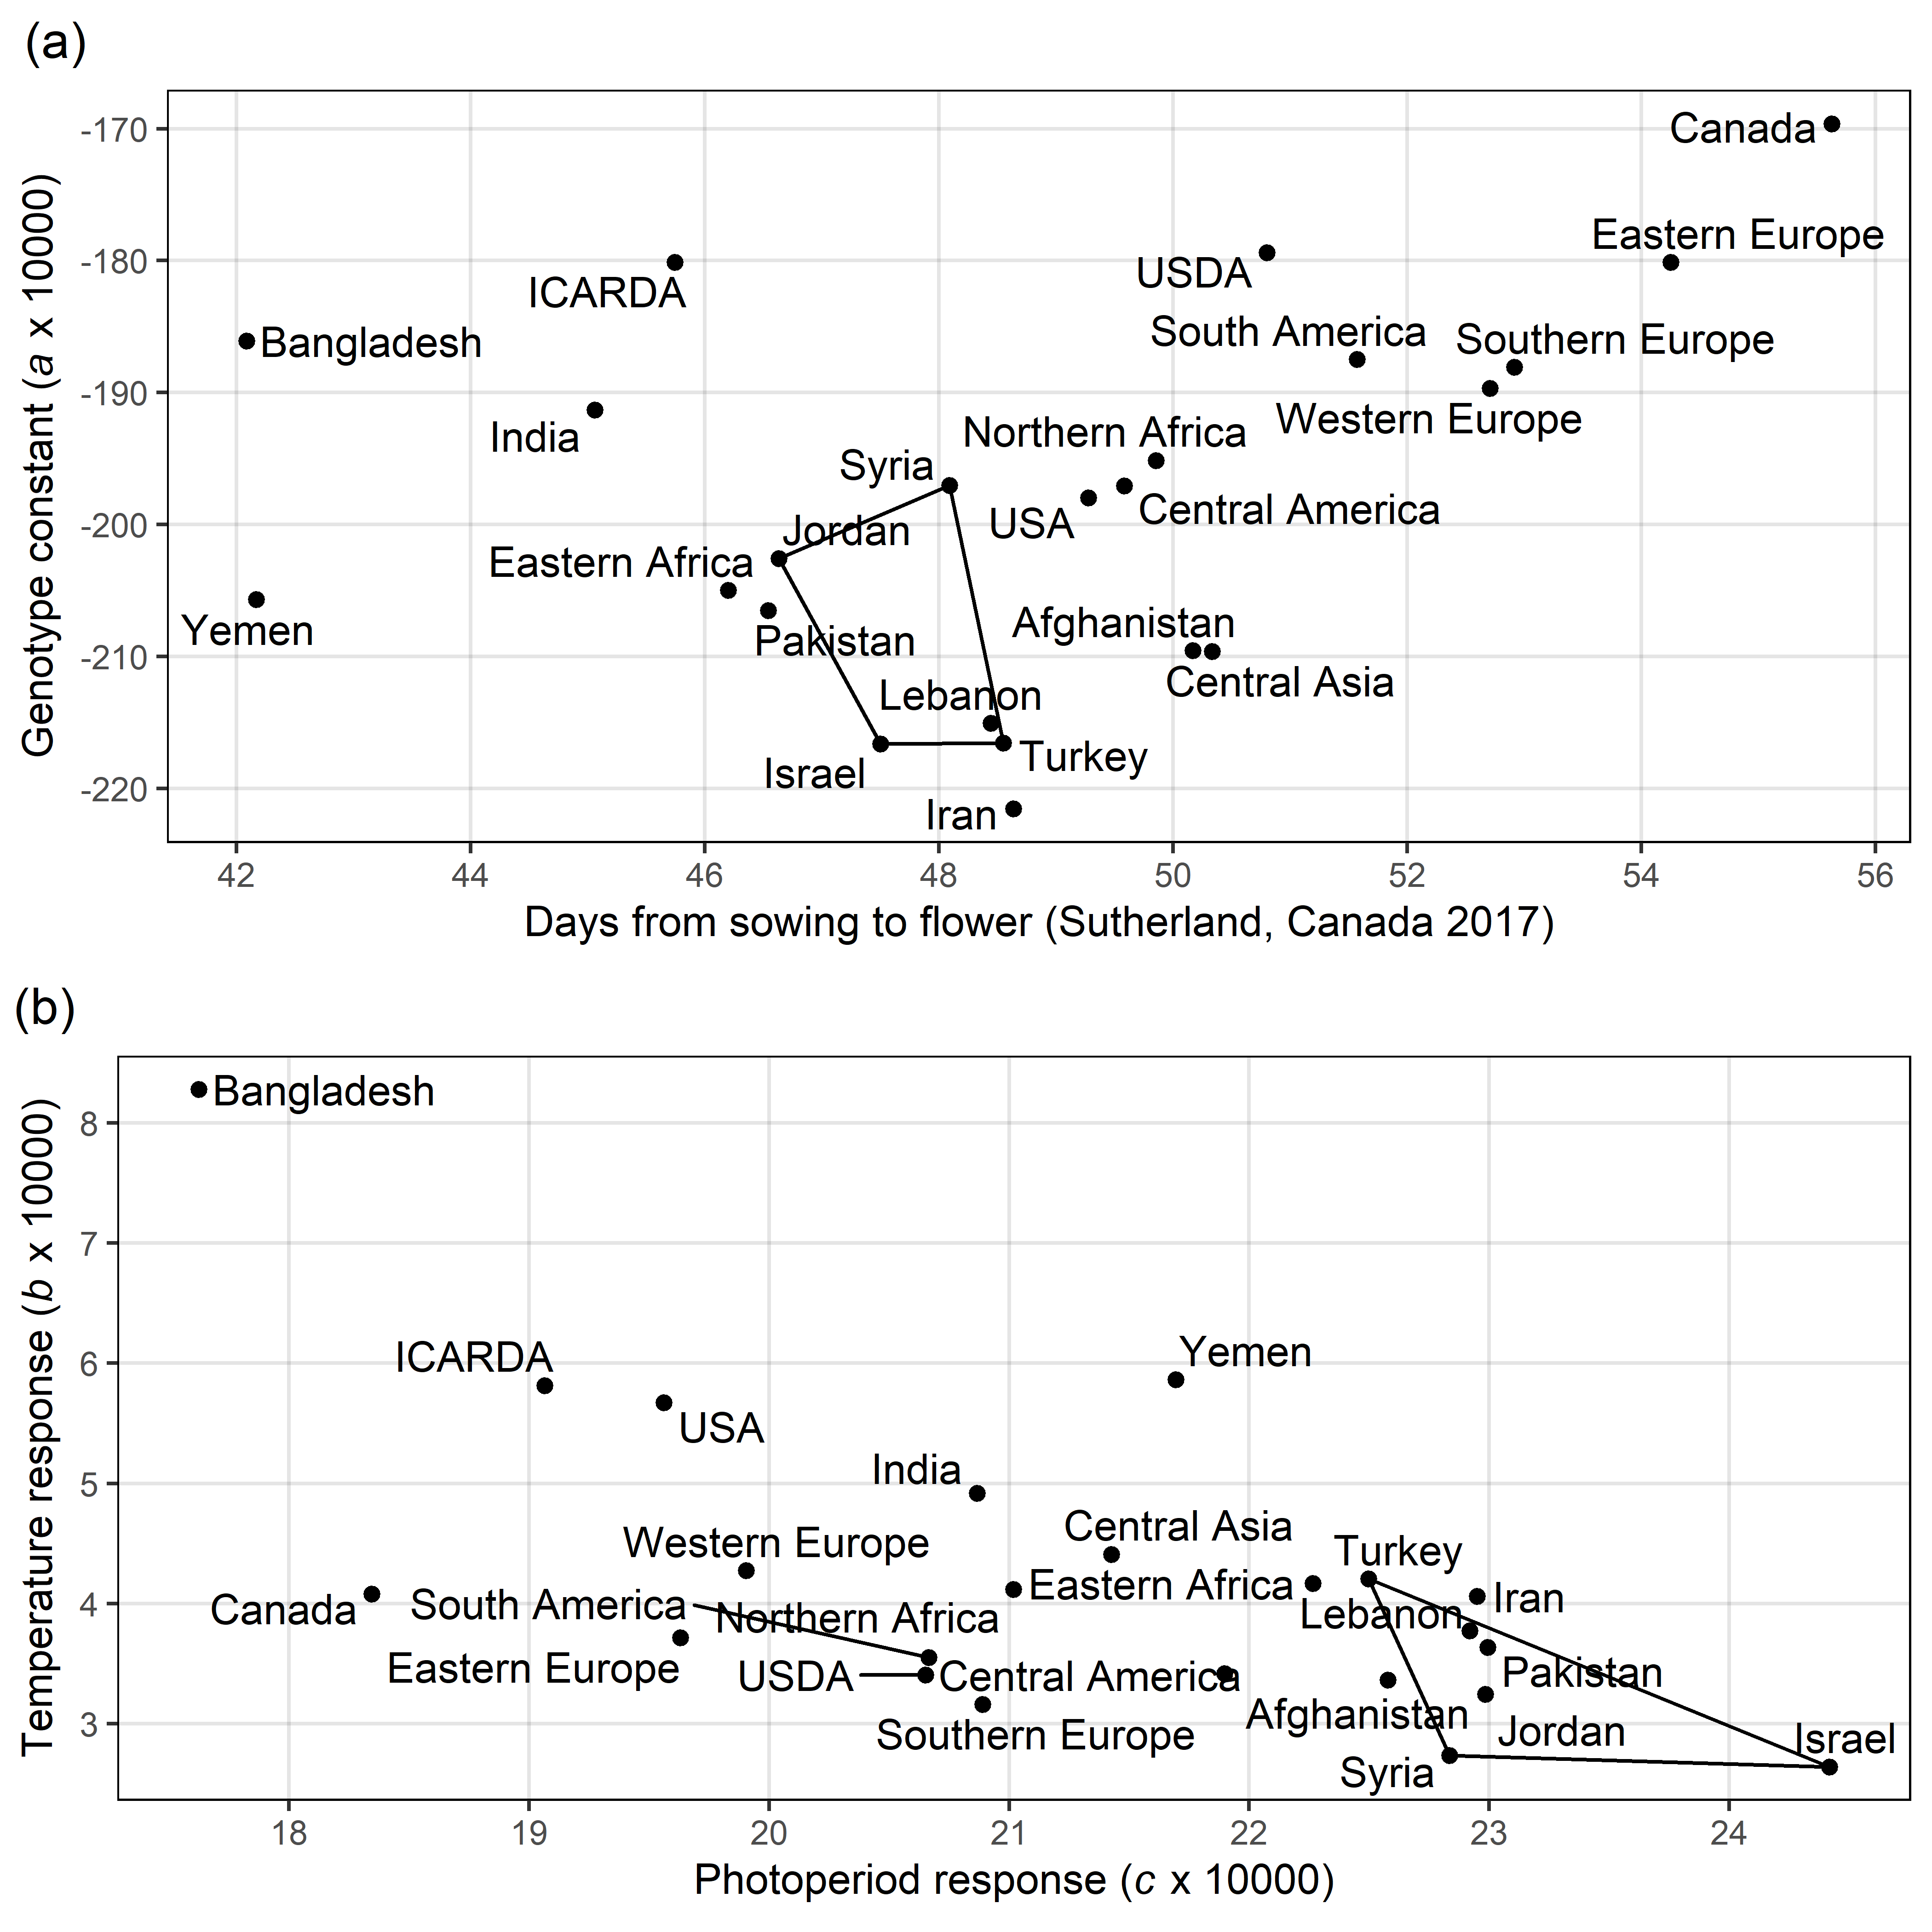 (a)
Genotype constant (a x 10000)
-170
-180
-190
-200
-210
-220
Canada
Eastern Europe
USDA
ICARDA
South America
Southern Europe
Bangladesh
Western Europe
India
Northern Africa
Syria
Central America
USA
Jordan
Eastern Africa
Afghanistan
Yemen
Pakistan
Central Asia
Lebanon
Turkey
Israel
Iran
42
44
46
48
50
52
54
56
Days from sowing to flower (Sutherland, Canada 2017)
(b)
Temperature response (b x 10000)
8
7
6
5
4
3
Bangladesh
Yemen
ICARDA
USA
India
Central Asia
Western Europe
Turkey
Eastern Africa
Iran
South America
Canada
Lebanon
Northern Africa
Eastern Europe
USDA
Central America
Pakistan
Afghanistan
Southern Europe
Jordan
Israel
Syria
18
19
20
21
22
23
24
Photoperiod response (c x 10000)